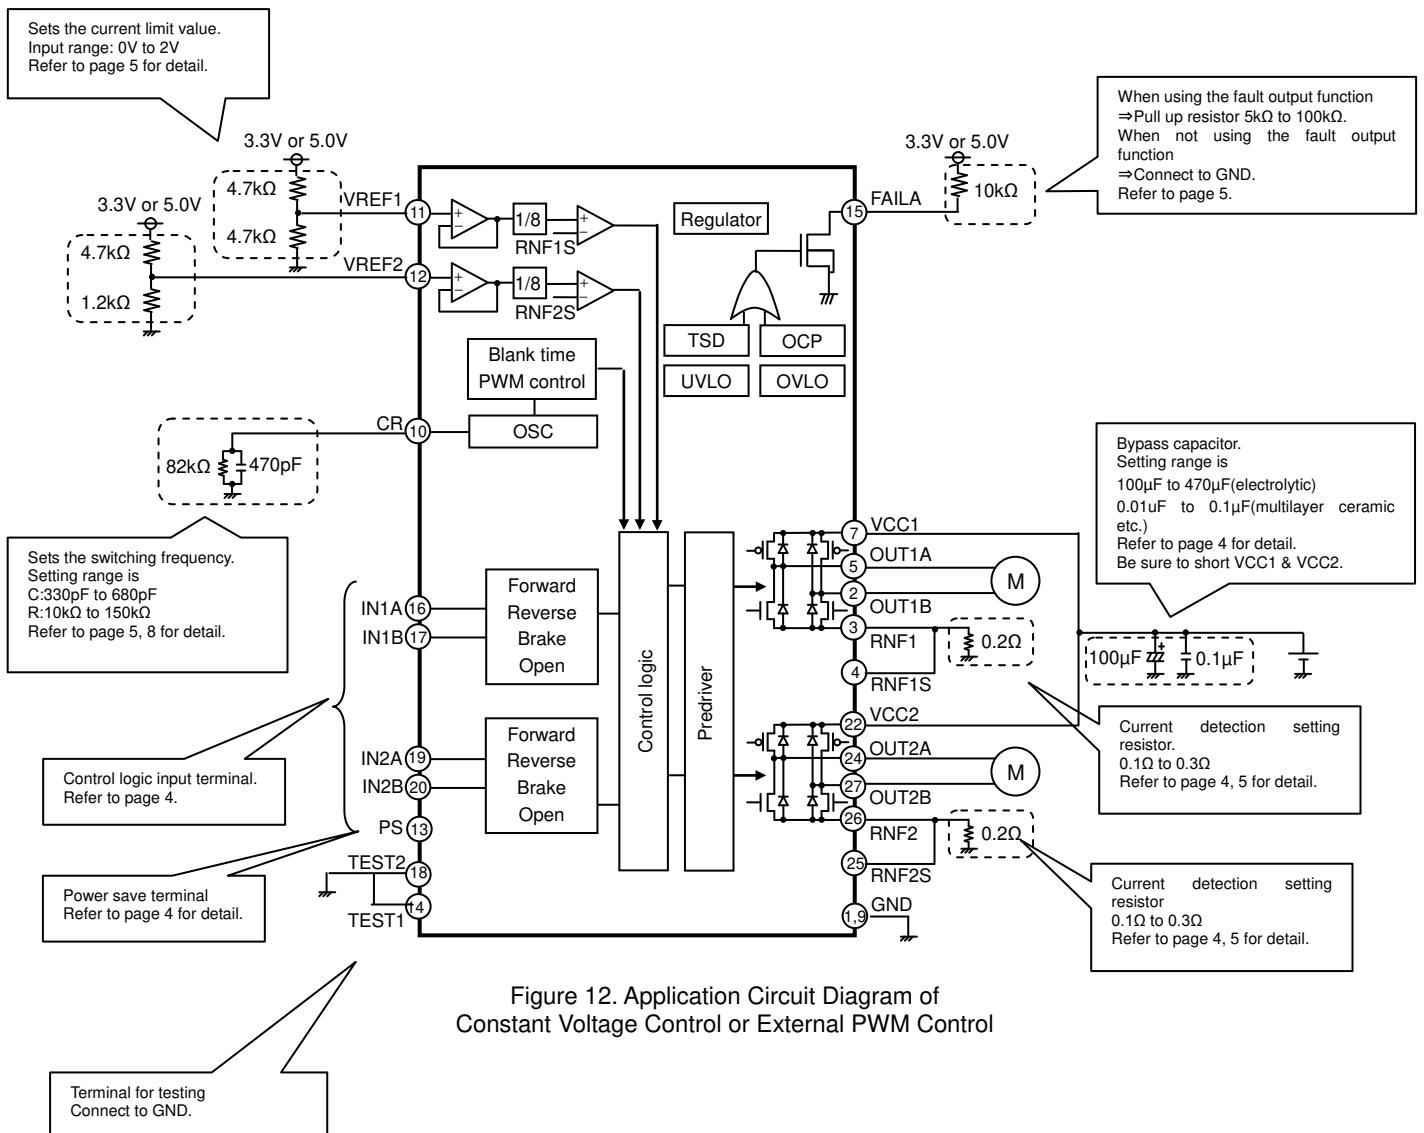 Sets the current limit value.
Input range: 0V to 2V
Refer to page 5 for detail.
When using the fault output function
⇒Pull up resistor 5kΩ to 100kΩ.
When not using the fault output
function
⇒Connect to GND.
Refer to page 5.
3.3V or 5.0V
4.7kΩ
4.7kΩ
VREF1
11
3.3V or 5.0V
4.7kΩ
1.2kΩ
VREF2
12
+
−
1/8
+
−
RNF1S
+
−
1/8
+
−
RNF2S
Regulator
3.3V or 5.0V
15
FAILA
10kΩ
TSD
OCP
UVLO
OVLO
Blank time
PWM control
OSC
CR
10
82kΩ
470pF
Sets the switching frequency.
Setting range is
C:330pF to 680pF
R:10kΩ to 150kΩ
Refer to page 5, 8 for detail.
Bypass capacitor.
Setting range is
100µF to 470µF(electrolytic)
0.01uF to 0.1µF(multilayer ceramic
etc.)
Refer to page 4 for detail.
Be sure to short VCC1 & VCC2.
IN1A
16
IN1B
17
Forward
Reverse
Brake
Open
IN2A
19
IN2B
20
Forward
Reverse
Brake
Open
PS
13
TEST2
18
14
TEST1
Control logic
Predriver
7
VCC1
5
OUT1A
2
OUT1B
M
3
RNF1
0.2Ω
4
RNF1S
22
VCC2
24
OUT2A
27
OUT2B
M
26
RNF2
0.2Ω
25
RNF2S
1,9
GND
100µF
+
0.1µF
Control logic input terminal.
Refer to page 4.
Power save terminal
Refer to page 4 for detail.
Current detection setting
resistor.
0.1Ω to 0.3Ω
Refer to page 4, 5 for detail.
Current detection setting
resistor
0.1Ω to 0.3Ω
Refer to page 4, 5 for detail.
Figure 12. Application Circuit Diagram of
Constant Voltage Control or External PWM Control
Terminal for testing
Connect to GND.